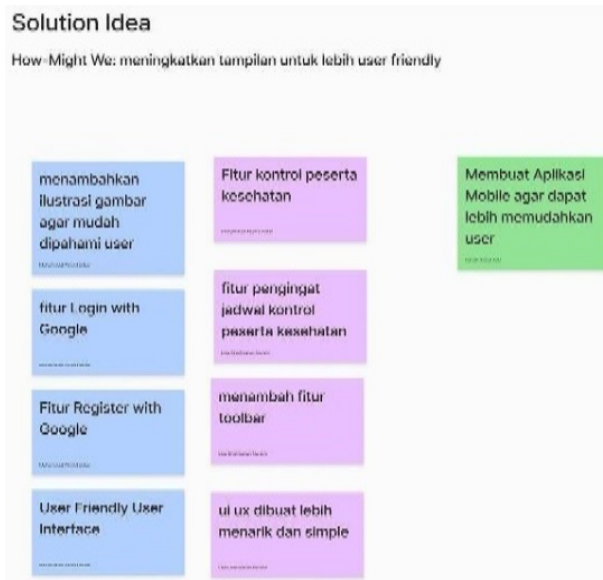 Solution Idea
How-Might We: meningkatkan tampilan untuk lebih user friendly
menambahkan
ilustrasi gambar
agar mudah
dipahami user
fitur Login with
Google
Fitur Register with
Google
User Friendly User
Interface
Fitur kontrol peserta
kesehatan
fitur pengingat
jadwal kontrol
peserta kesehatan
menambah fitur
toolbar
ui ux dibuat lebih
menarik dan simple
Membuat Aplikasi
Mobile agar dapat
lebih memudahkan
user